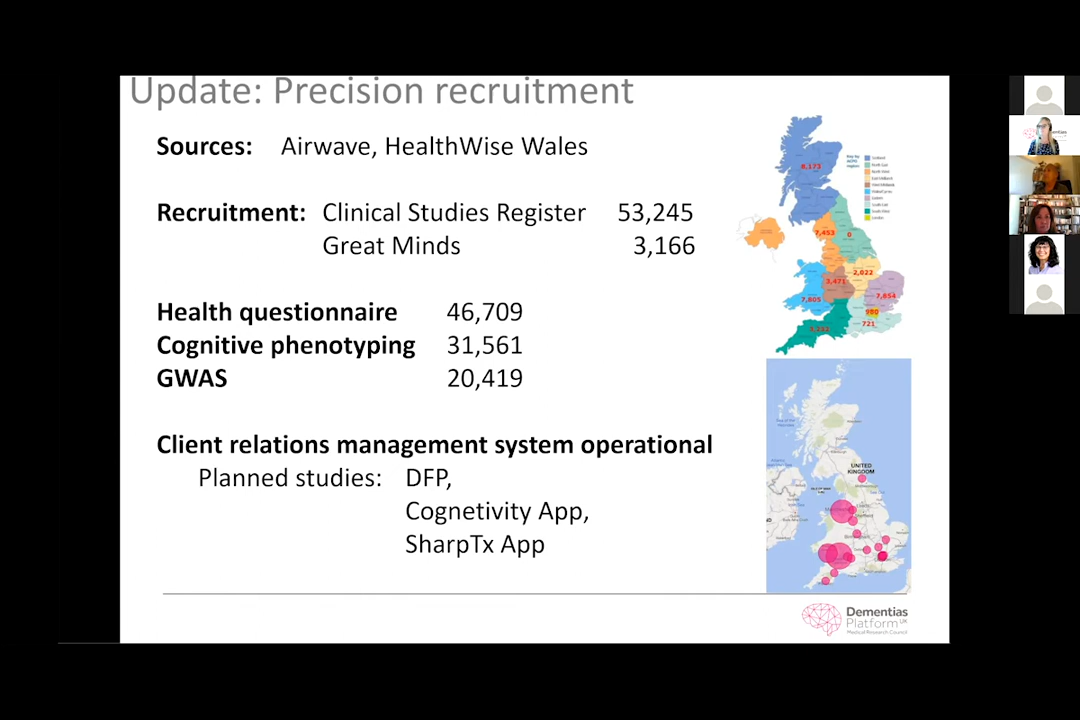 Update: Precision recruitment
Sources: Airwave, HealthWise Wales
Recruitment: Clinical Studies Register 53,245
Great Minds 3,166
Health questionnaire 46,709
Cognitive phenotyping 31,561
GWAS 20,419
Client relations management system operational
Planned studies: DFP,
Cognetivity App,
SharpTx App
8,173
7,453
0
2,022
3,471
7,805
7,654
980
721
UNITED
KINGDOM
Dementias
Platform UK
Medical Research Council